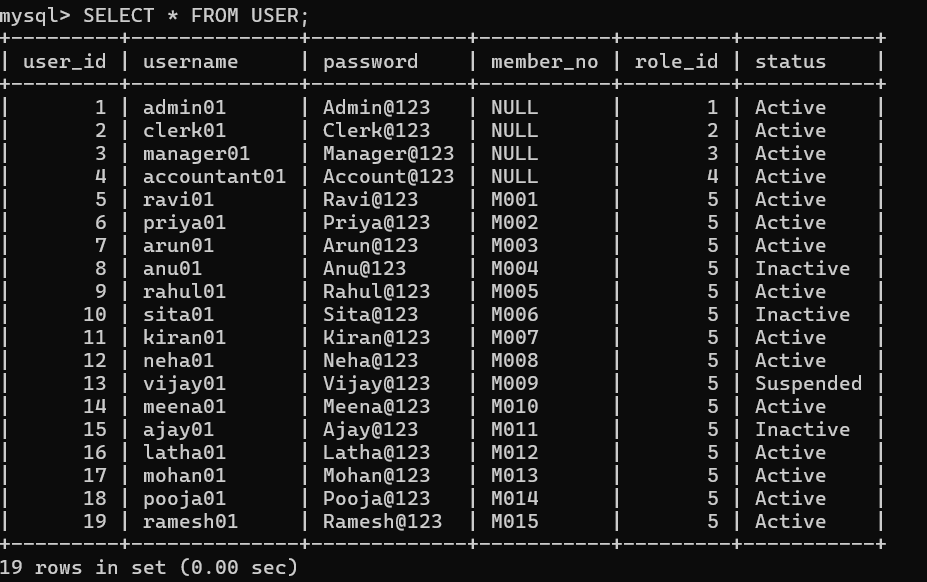 mysql> SELECT * FROM USER;
+---------+--------------+-------------+-----------+---------+-----------+
| user_id | username     | password    | member_no | role_id | status    |
+---------+--------------+-------------+-----------+---------+-----------+
|       1 | admin01      | Admin@123   | NULL      |       1 | Active    |
|       2 | clerk01      | Clerk@123   | NULL      |       2 | Active    |
|       3 | manager01    | Manager@123 | NULL      |       3 | Active    |
|       4 | accountant01 | Account@123 | NULL      |       4 | Active    |
|       5 | ravi01       | Ravi@123    | M001      |       5 | Active    |
|       6 | priya01      | Priya@123   | M002      |       5 | Active    |
|       7 | arun01       | Arun@123    | M003      |       5 | Active    |
|       8 | anu01        | Anu@123     | M004      |       5 | Inactive  |
|       9 | rahul01      | Rahul@123   | M005      |       5 | Active    |
|      10 | sita01       | Sita@123    | M006      |       5 | Inactive  |
|      11 | kiran01      | Kiran@123   | M007      |       5 | Active    |
|      12 | neha01       | Neha@123    | M008      |       5 | Active    |
|      13 | vijay01      | Vijay@123   | M009      |       5 | Suspended |
|      14 | meena01      | Meena@123   | M010      |       5 | Active    |
|      15 | ajay01       | Ajay@123    | M011      |       5 | Inactive  |
|      16 | latha01      | Latha@123   | M012      |       5 | Active    |
|      17 | mohan01      | Mohan@123   | M013      |       5 | Active    |
|      18 | pooja01      | Pooja@123   | M014      |       5 | Active    |
|      19 | ramesh01     | Ramesh@123  | M015      |       5 | Active    |
+---------+--------------+-------------+-----------+---------+-----------+
19 rows in set (0.00 sec)